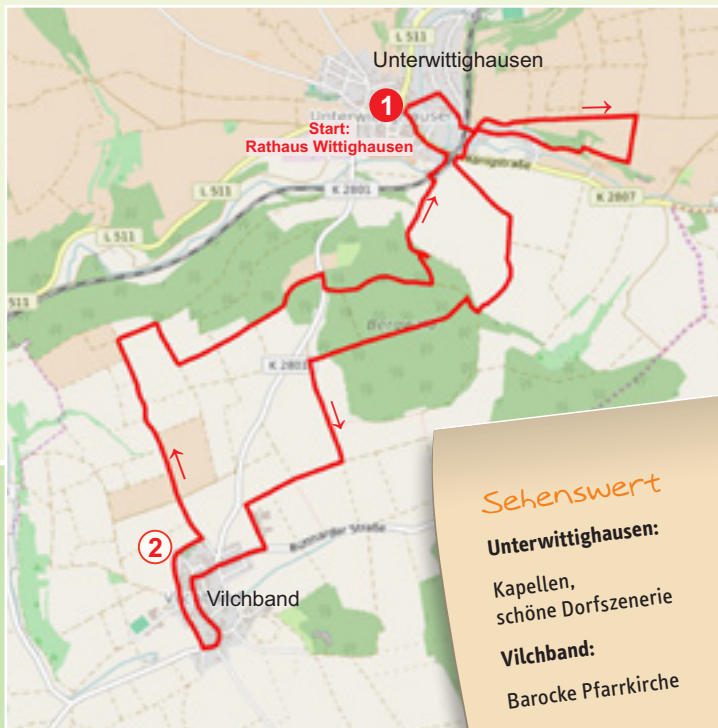 L 511
Unterwittighausen
1
Start:
Rathaus Wittighausen
Königstraße
L 511
K 2801
K 2807
L 511
511
K 2803
2
Vilchband
Sehenswert
Unterwittighausen:
Kapellen,
schöne Dorfszenerie
Vilchband:
Barocke Pfarrkirche